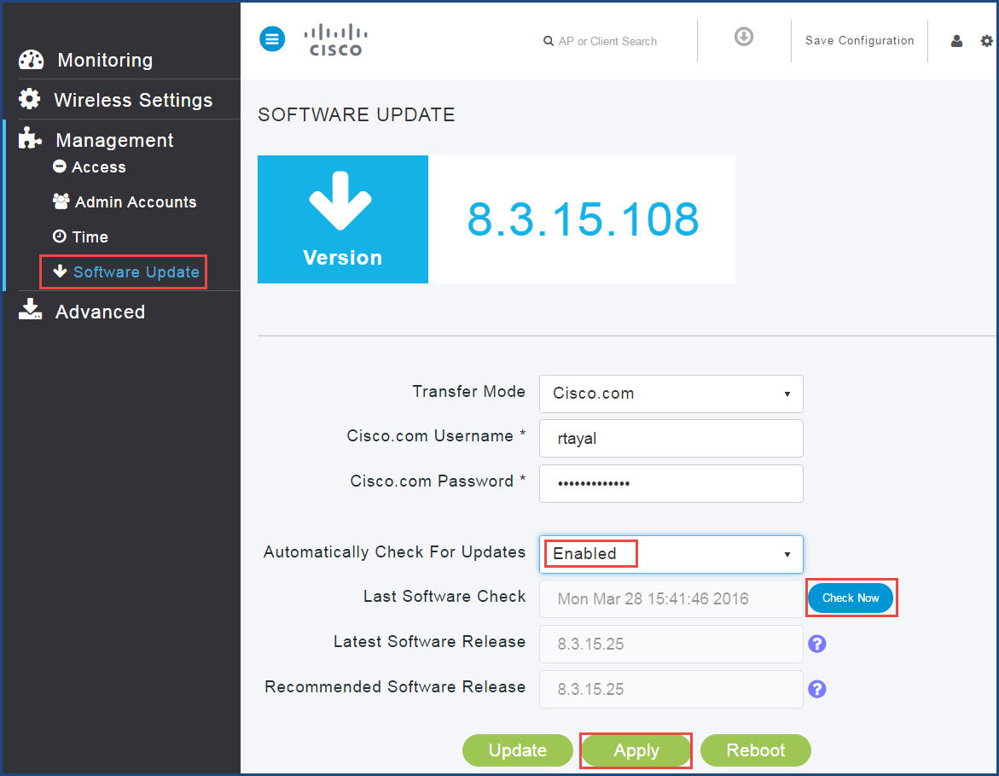 Monitoring
Wireless Settings
Management
Access
Admin Accounts
Time
Software Update
Advanced
CISCO
AP or Client Search
Save Configuration
SOFTWARE UPDATE
Version
8.3.15.108
Transfer Mode
Cisco.com
Cisco.com Username *
rtayal
Cisco.com Password *
•••••••••••••
Automatically Check For Updates
Enabled
Last Software Check
Mon Mar 28 15:41:46 2016
Check Now
Latest Software Release
8.3.15.25
?
Recommended Software Release
8.3.15.25
?
Update
Apply
Reboot